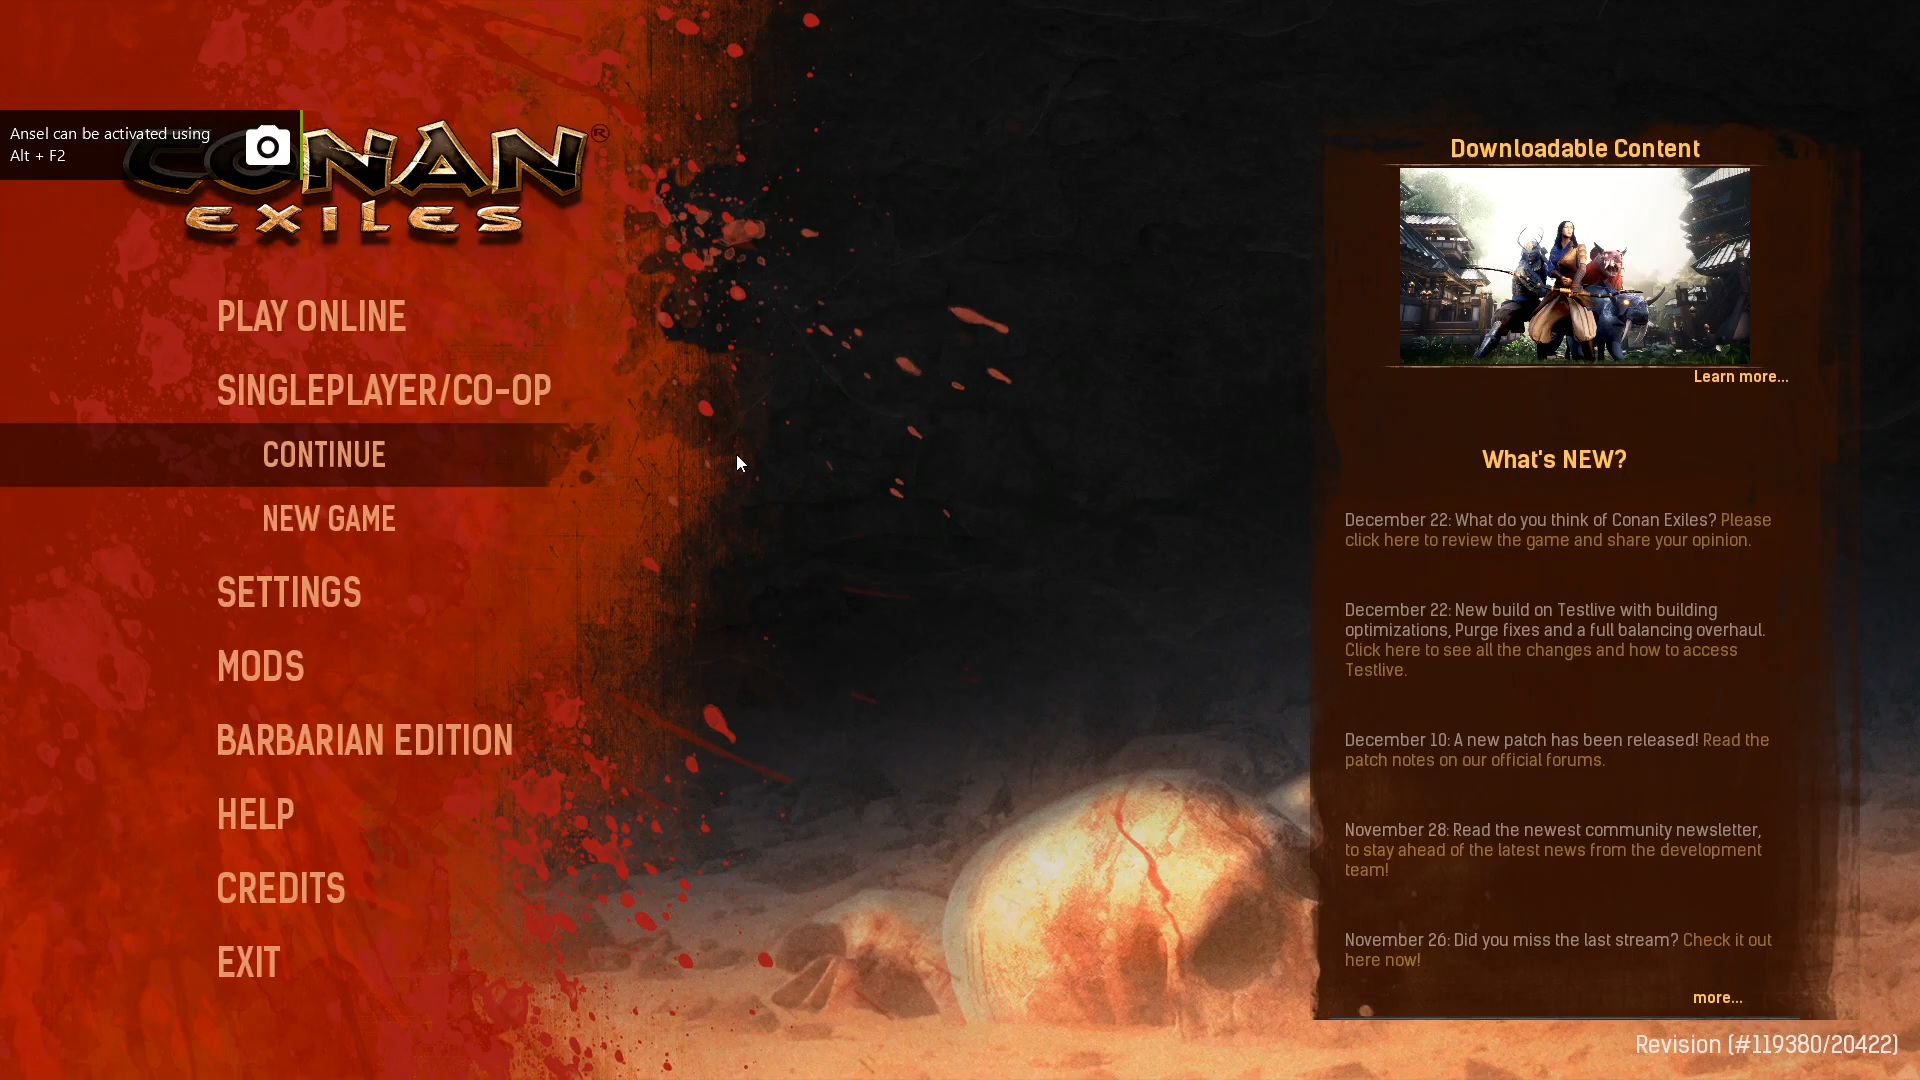 Ansel can be activated using
Alt + F2
CONAN®
EXILES
PLAY ONLINE
SINGLEPLAYER/CO-OP
CONTINUE
NEW GAME
SETTINGS
MODS
BARBARIAN EDITION
HELP
CREDITS
EXIT
Downloadable Content
Learn more...
What's NEW?
December 22: What do you think of Conan Exiles? Please
click here to review the game and share your opinion.
December 22: New build on Testlive with building
optimizations, Purge fixes and a full balancing overhaul.
Click here to see all the changes and how to access
Testlive.
December 10: A new patch has been released! Read the
patch notes on our official forums.
November 28: Read the newest community newsletter,
to stay ahead of the latest news from the development
team!
November 26: Did you miss the last stream? Check it out
here now!
more...
Revision (#119380/20422)